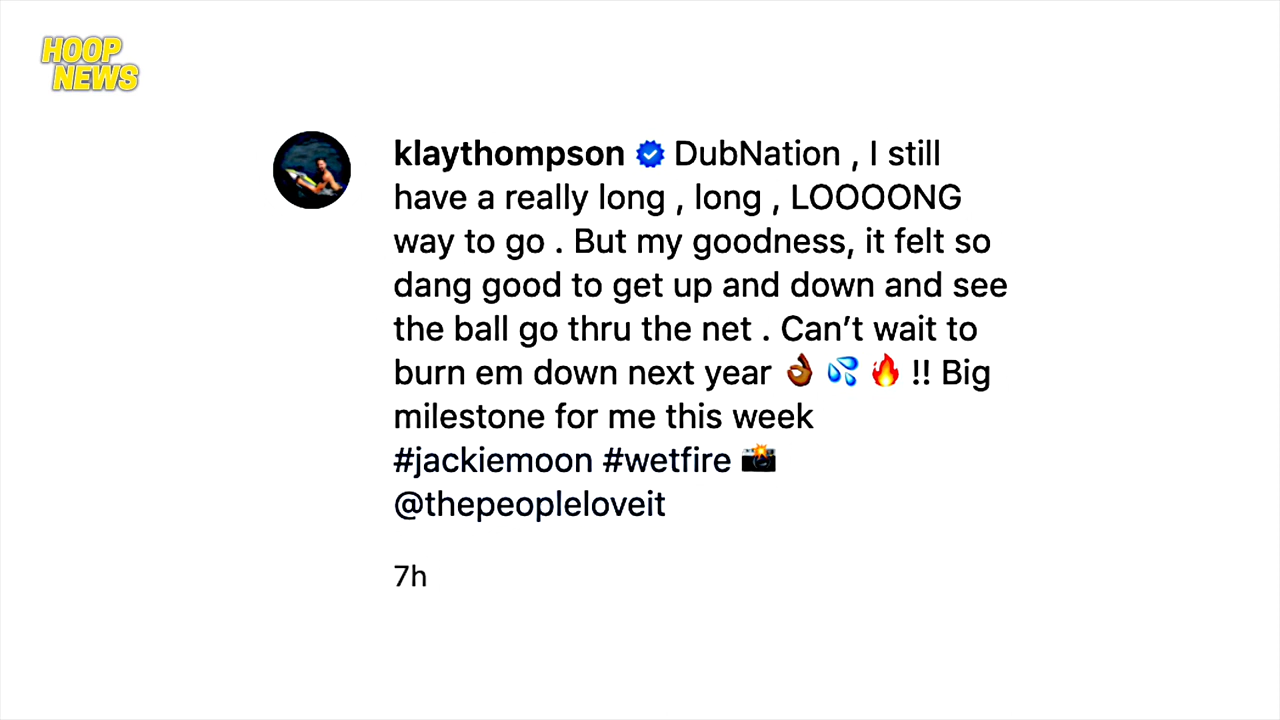 HOOP
NEWS
klaythompson DubNation , I still
have a really long , long , LOOOONG
way to go . But my goodness, it felt so
dang good to get up and down and see
the ball go thru the net . Can’t wait to
burn em down next year 👌🏾 💦 🔥 !! Big
milestone for me this week
#jackiemoon #wetfire 📸
@thepeopleloveit
7h